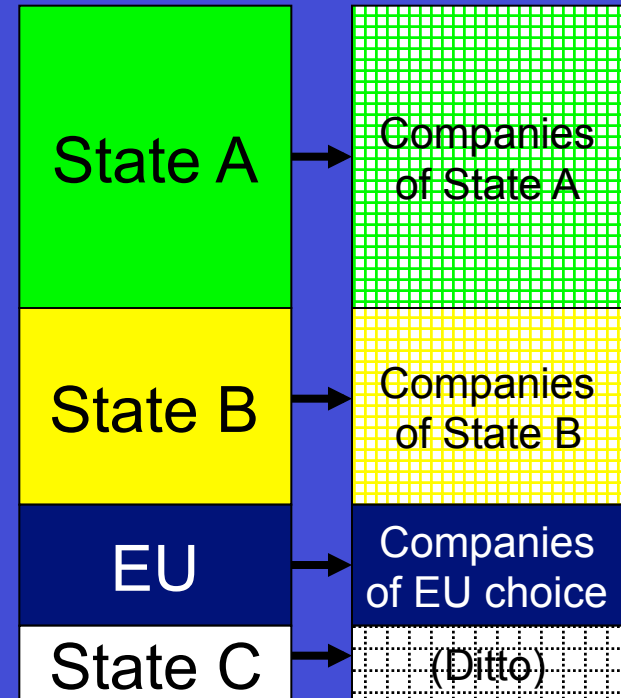 State A
Companies
of State A
State B
Companies
of State B
EU
Companies
of EU choice
State C
(Ditto)